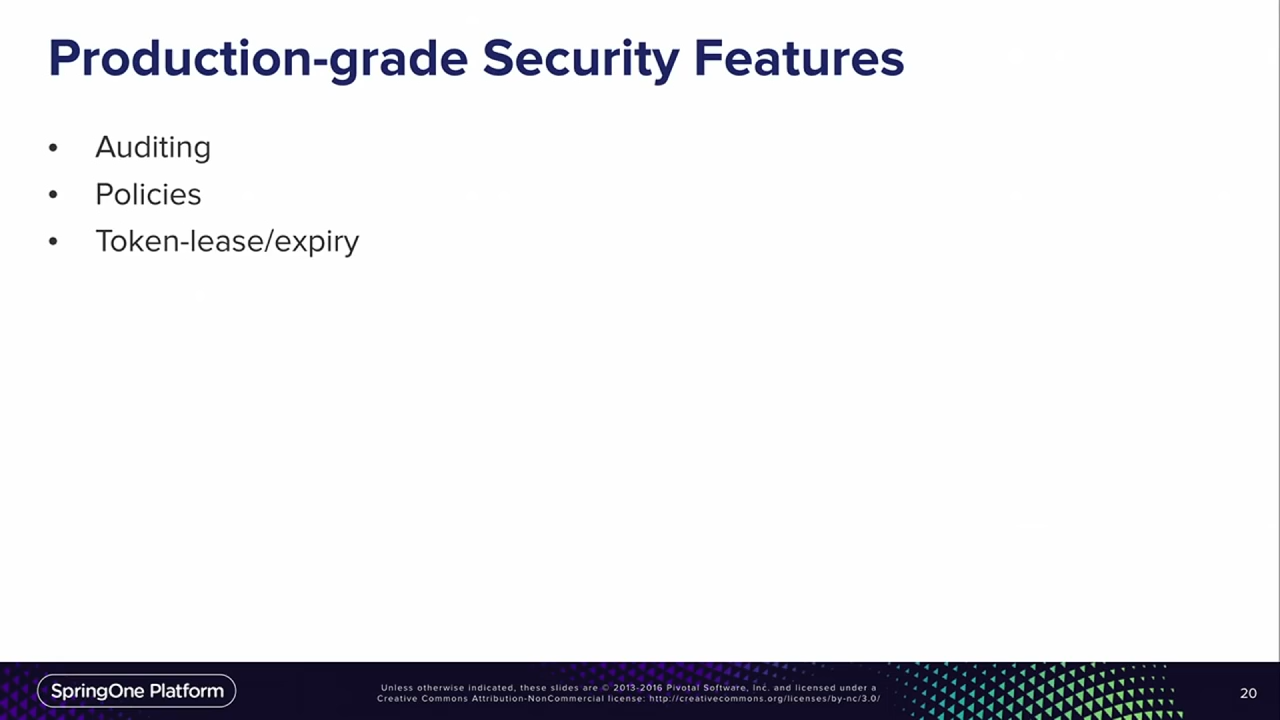 Production-grade Security Features
• Auditing
• Policies
• Token-lease/expiry
SpringOne Platform
Unless otherwise indicated, these slides are © 2013-2016 Pivotal Software, Inc. and licensed under a
Creative Commons Attribution-NonCommercial license: http://creativecommons.org/licenses/by-nc/3.0/
20